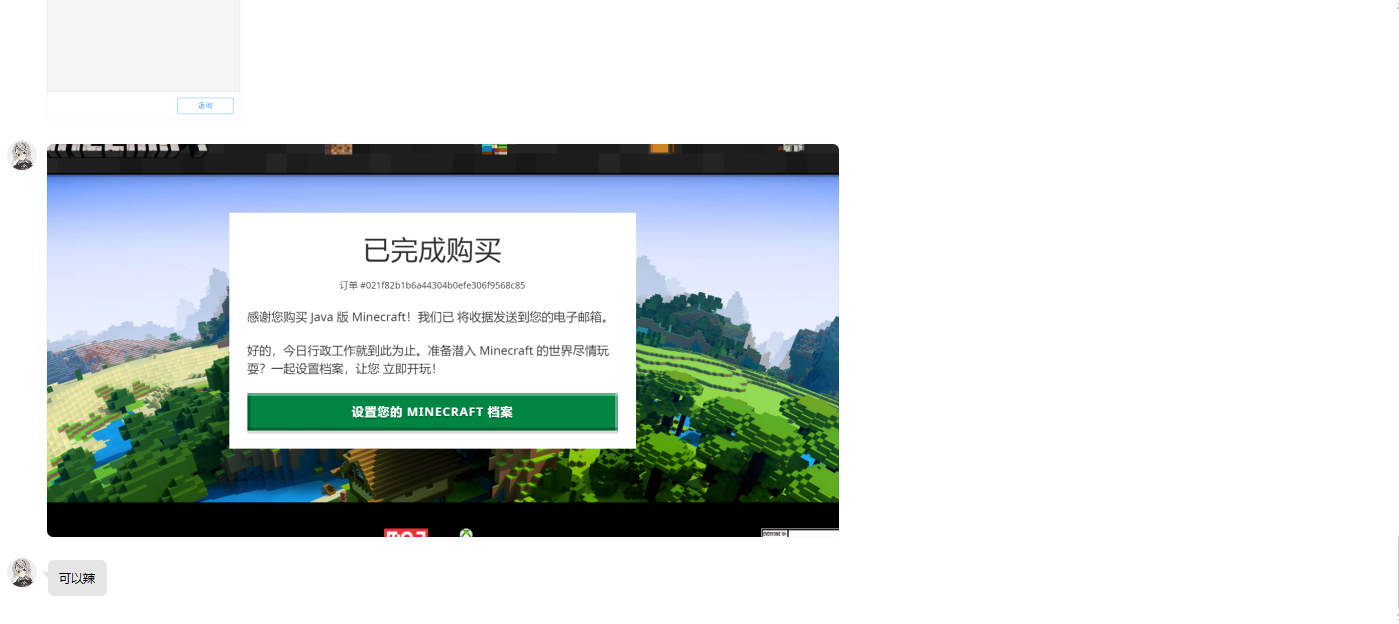 已完成购买
订单 #021f82b1b6a44304b0efe306f9568c85
感谢您购买 Java 版 Minecraft！我们已 将收据发送到您的电子邮箱。
好的，今日行政工作就到此为止。准备潜入 Minecraft 的世界尽情玩
耍？一起设置档案，让您 立即开玩！
设置您的 MINECRAFT 档案
可以辣